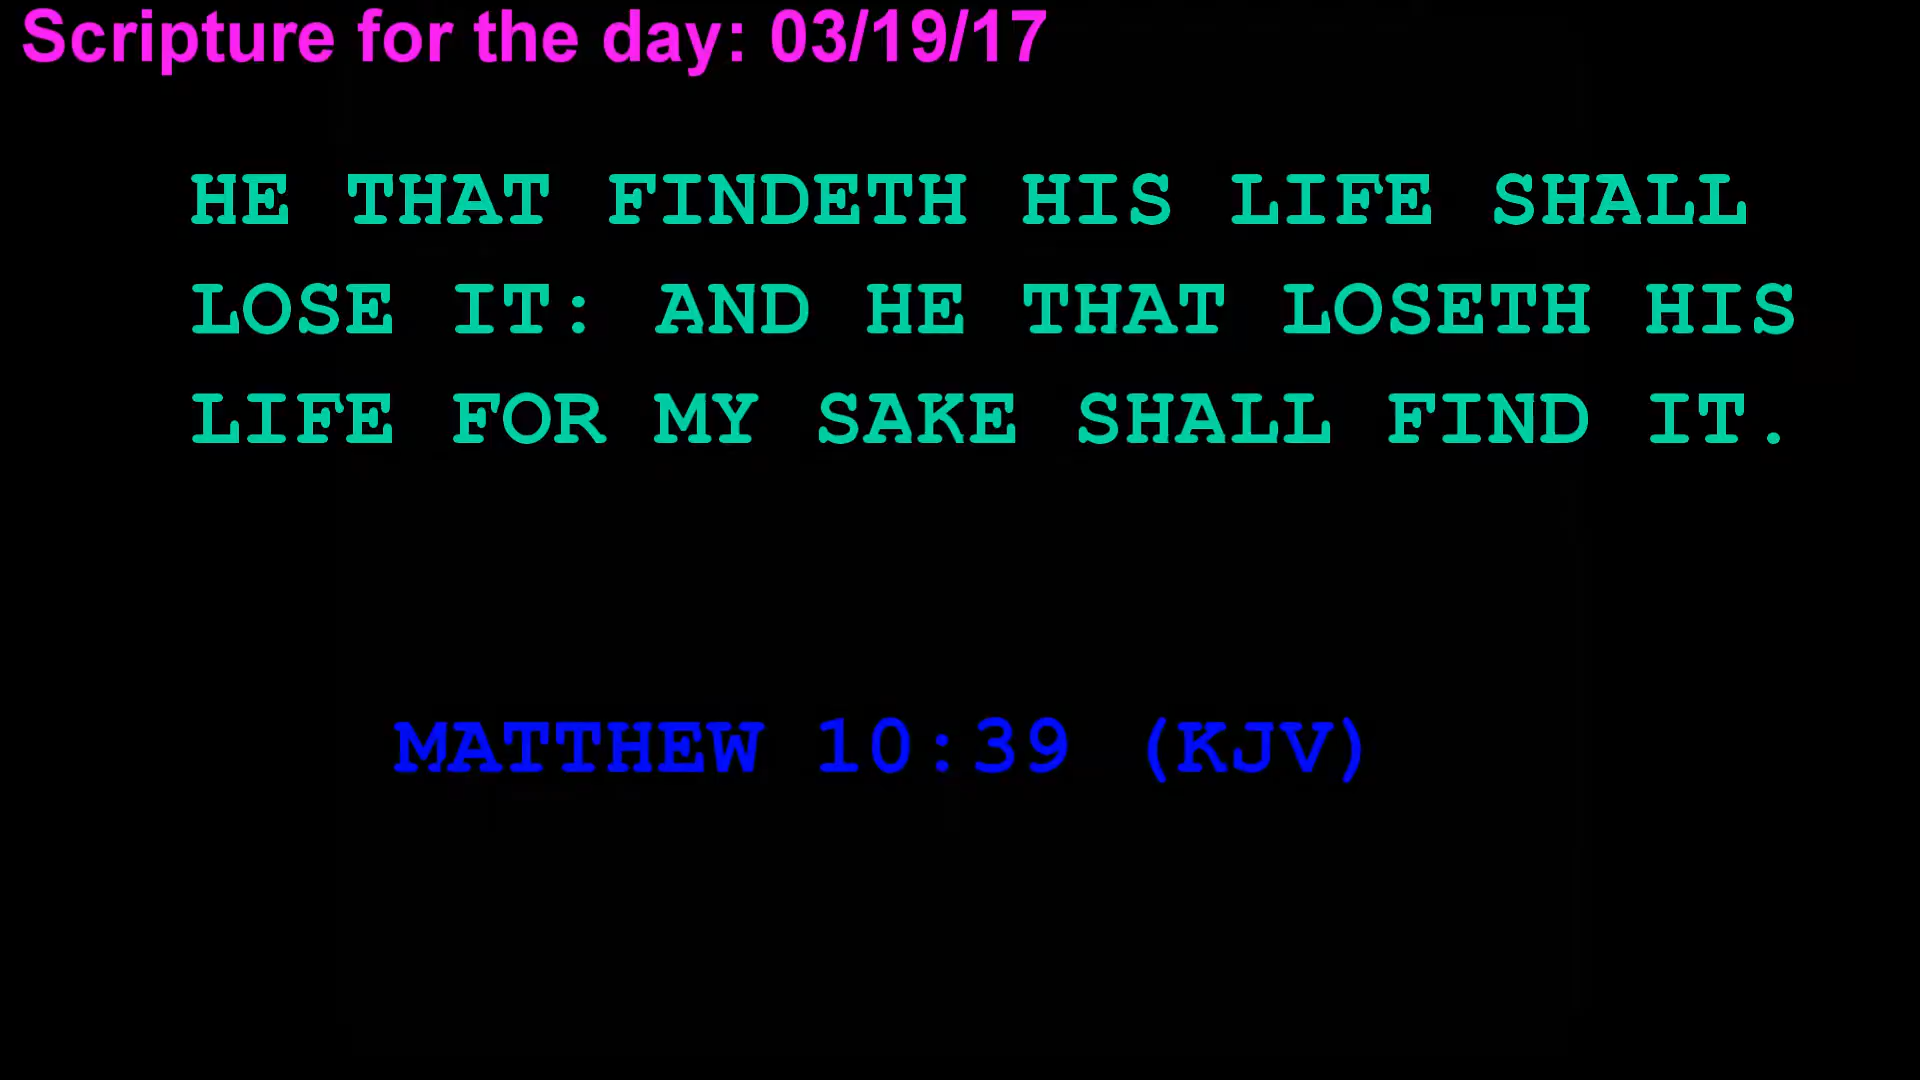 Scripture for the day: 03/19/17
HE THAT FINDETH HIS LIFE SHALL
LOSE IT: AND HE THAT LOSETH HIS
LIFE FOR MY SAKE SHALL FIND IT.
MATTHEW 10:39 (KJV)